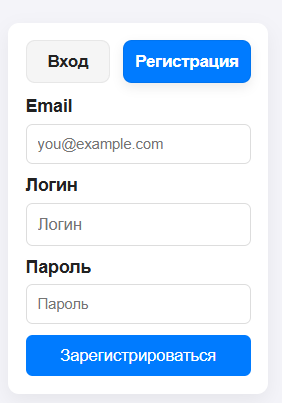 Вход Регистрация
Email
you@example.com
Логин
Логин
Пароль
Пароль
Зарегистрироваться